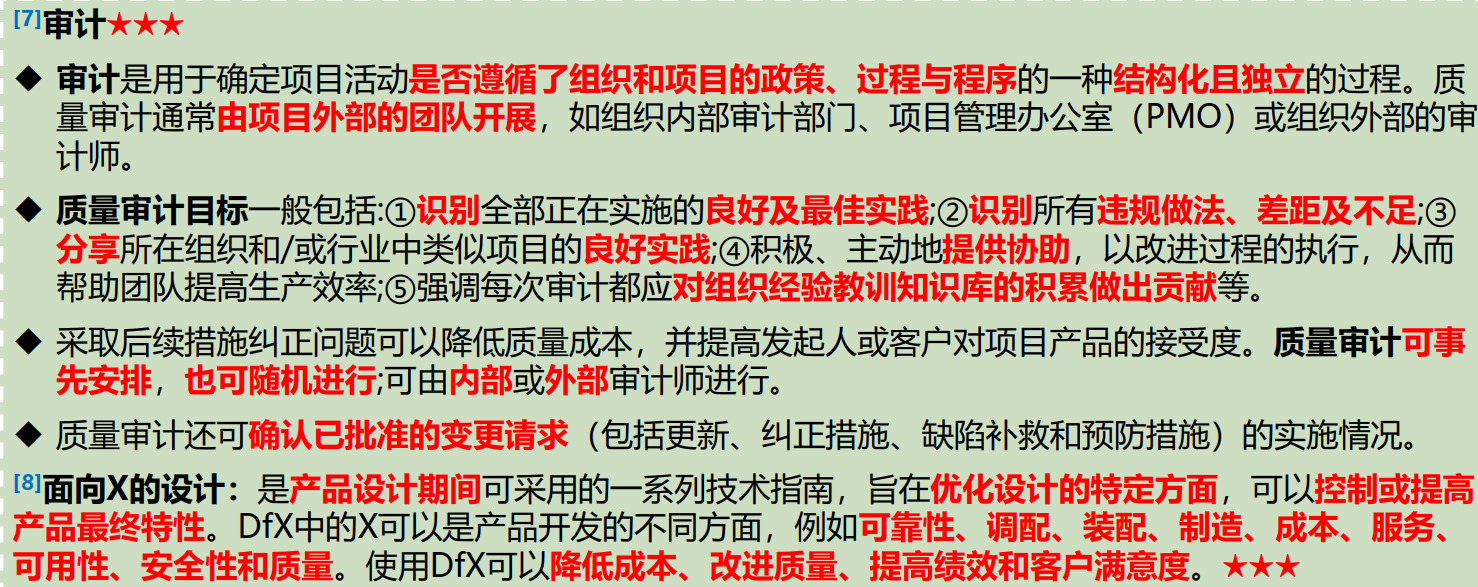 [7]审计★★★
◆ 审计是用于确定项目活动是否遵循了组织和项目的政策、过程与程序的一种结构化且独立的过程。质
量审计通常由项目外部的团队开展，如组织内部审计部门、项目管理办公室（PMO）或组织外部的审
计师。
◆ 质量审计目标一般包括:①识别全部正在实施的良好及最佳实践;②识别所有违规做法、差距及不足;③
分享所在组织和/或行业中类似项目的良好实践;④积极、主动地提供协助，以改进过程的执行，从而
帮助团队提高生产效率;⑤强调每次审计都应对组织经验教训知识库的积累做出贡献等。
◆ 采取后续措施纠正问题可以降低质量成本，并提高发起人或客户对项目产品的接受度。质量审计可事
先安排，也可随机进行;可由内部或外部审计师进行。
◆ 质量审计还可确认已批准的变更请求（包括更新、纠正措施、缺陷补救和预防措施）的实施情况。
[8]面向X的设计：是产品设计期间可采用的一系列技术指南，旨在优化设计的特定方面，可以控制或提高
产品最终特性。DfX中的X可以是产品开发的不同方面，例如可靠性、调配、装配、制造、成本、服务、
可用性、安全性和质量。使用DfX可以降低成本、改进质量、提高绩效和客户满意度。★★★